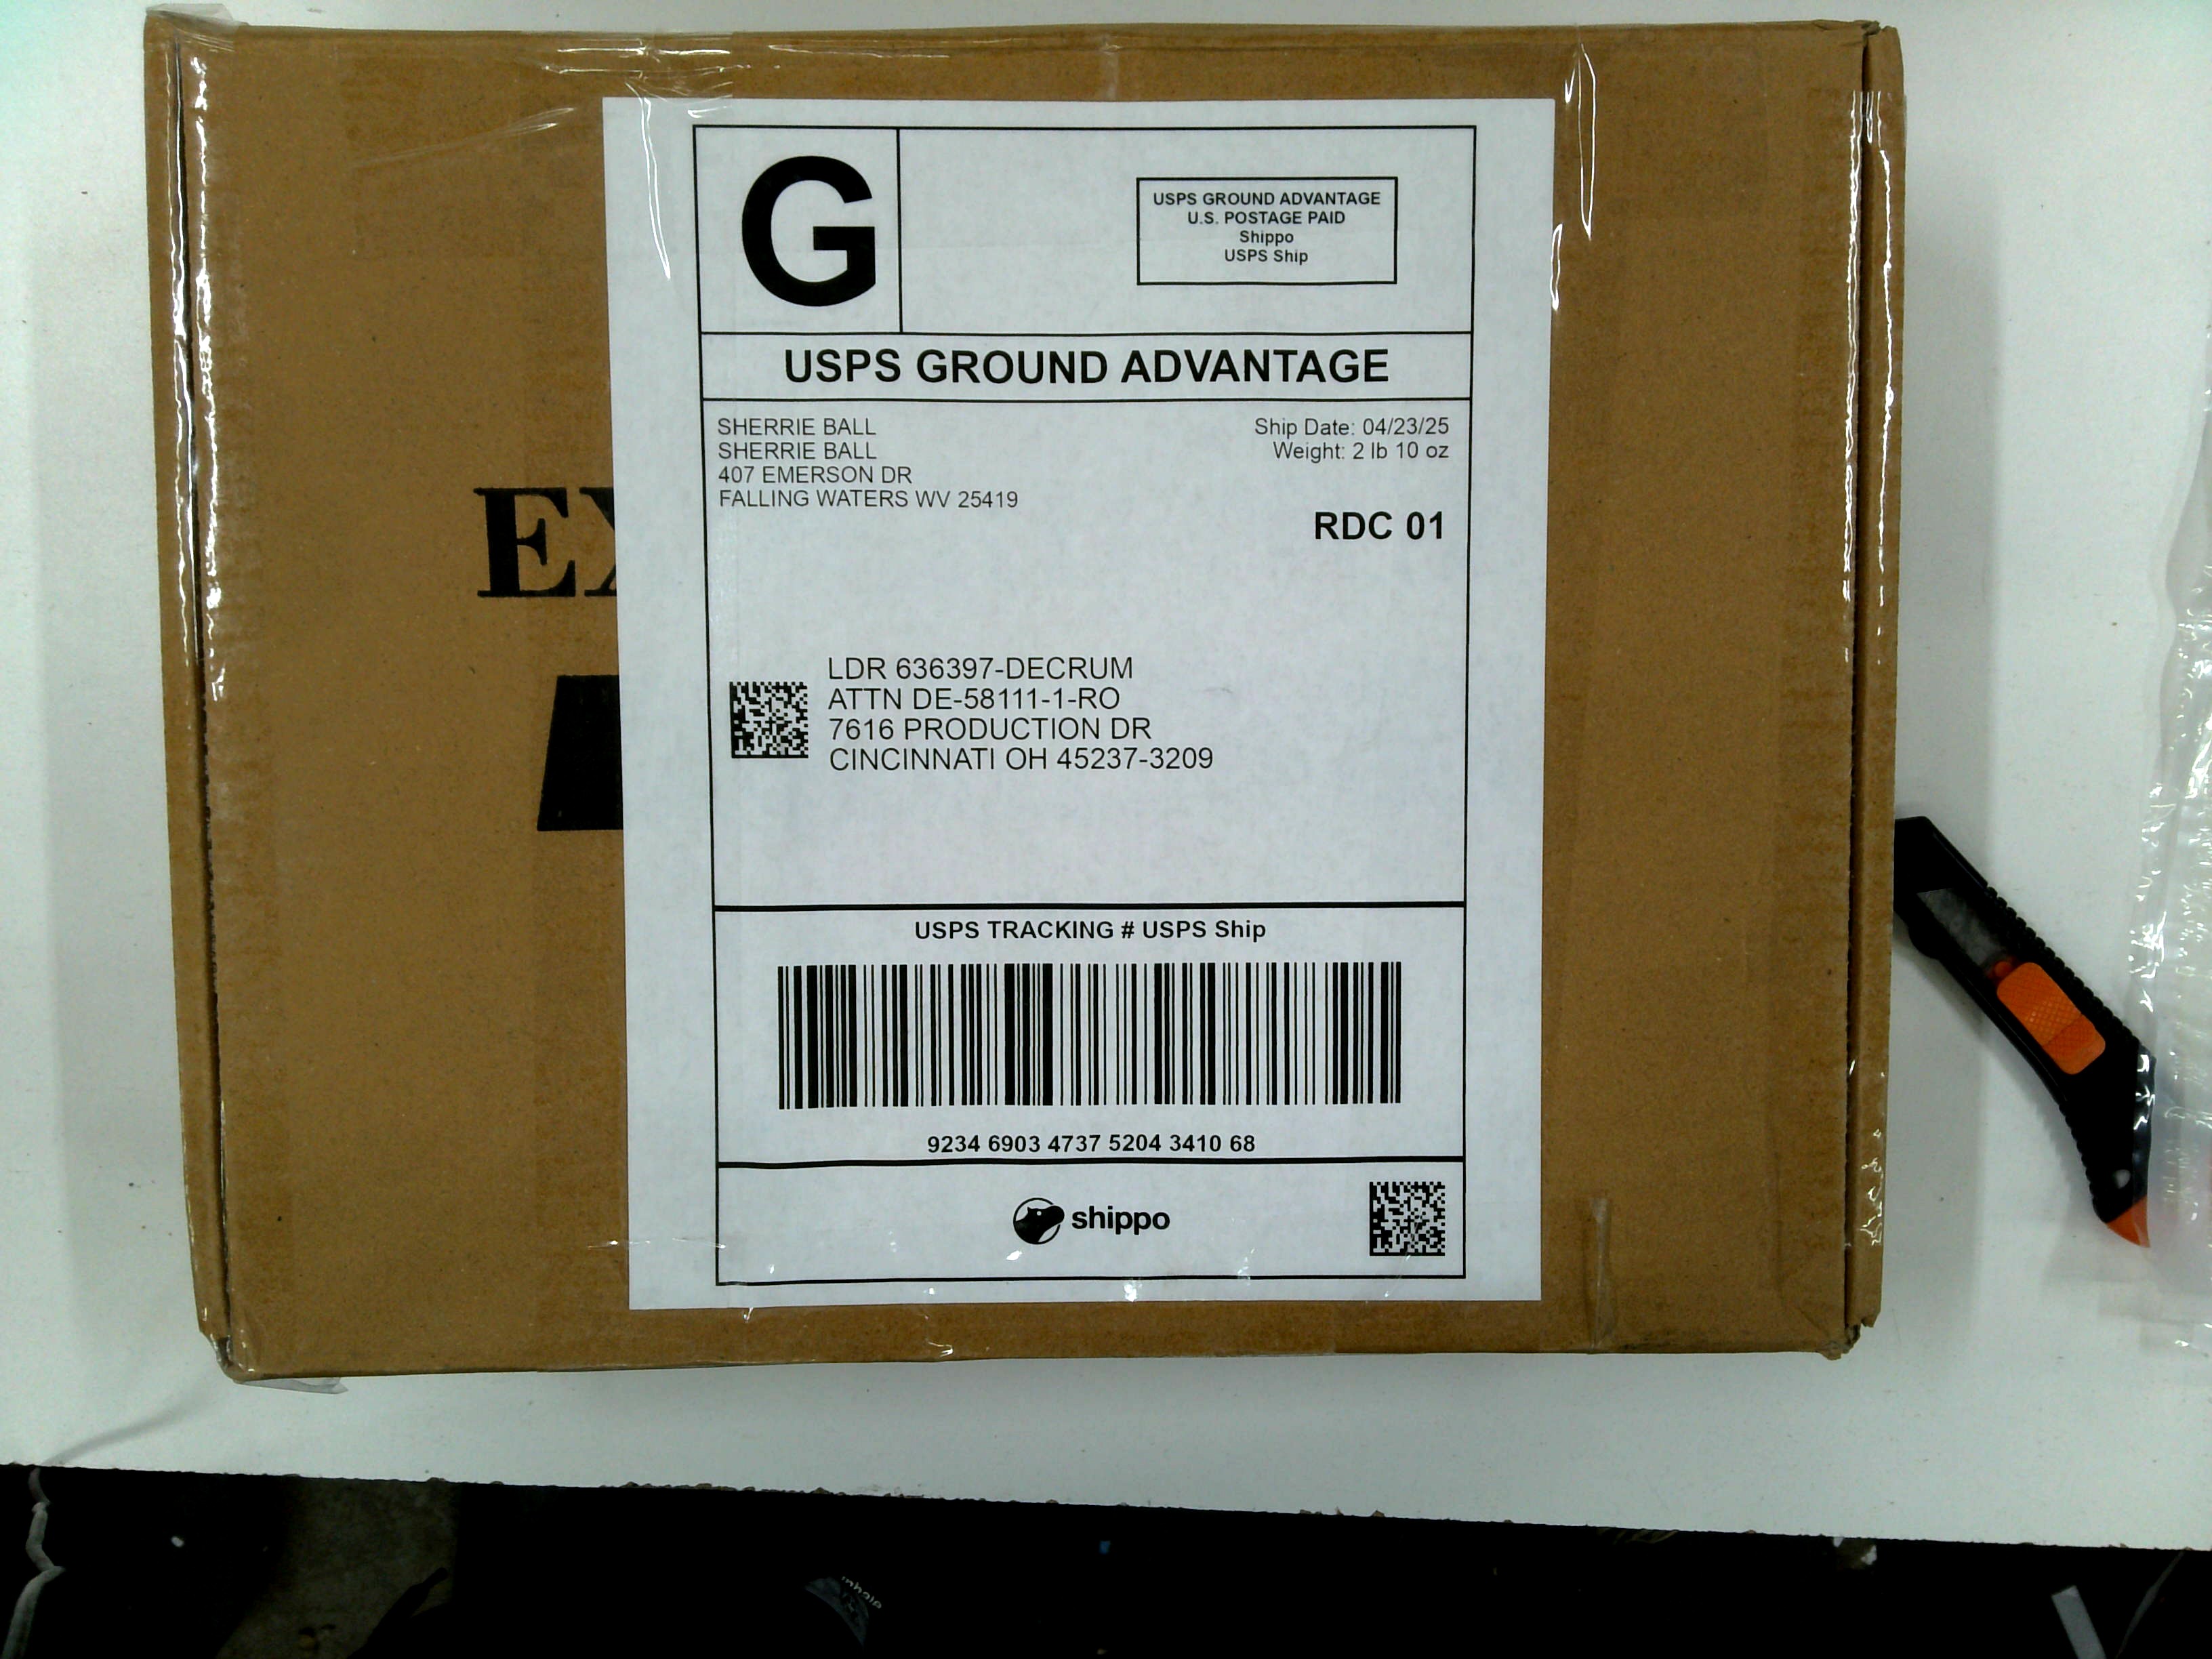 G
USPS GROUND ADVANTAGE
U.S. POSTAGE PAID
Shippo
USPS Ship
USPS GROUND ADVANTAGE
SHERRIE BALL
SHERRIE BALL
407 EMERSON DR
FALLING WATERS WV 25419
Ship Date: 04/23/25
Weight: 2 lb 10 oz
RDC 01
EX
LDR 636397-DECRUM
ATTN DE-58111-1-RO
7616 PRODUCTION DR
CINCINNATI OH 45237-3209
USPS TRACKING # USPS Ship
9234 6903 4737 5204 3410 68
shippo